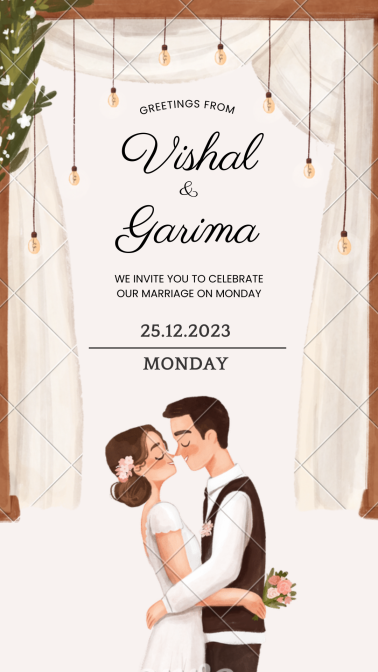 GREETINGS FROM
Vishal
&
Garima
WE INVITE YOU TO CELEBRATE
OUR MARRIAGE ON MONDAY
25.12.2023
MONDAY